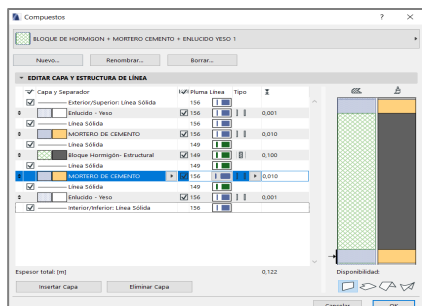 Compuestos ? ×
BLOQUE DE HORMIGON + MORTERO CEMENTO + ENLUCIDO YESO 1
Nuevo... Renombrar... Borrar...
EDITAR CAPA Y ESTRUCTURA DE LÍNEA
Capa y Separador Pluma Línea Tipo
Exterior/Superior: Línea Sólida 156
Enlucido - Yeso 156 0,001
Línea Sólida 156
MORTERO DE CEMENTO 156 0,010
Línea Sólida 149
Bloque Hormigón- Estructural 149 0,100
Línea Sólida 149
MORTERO DE CEMENTO 156 0,010
Línea Sólida 149
Enlucido - Yeso 156 0,001
Interior/Inferior: Línea Sólida 156
Espesor total: [m] 0,122 Disponibilidad:
Insertar Capa Eliminar Capa
Cancelar OK